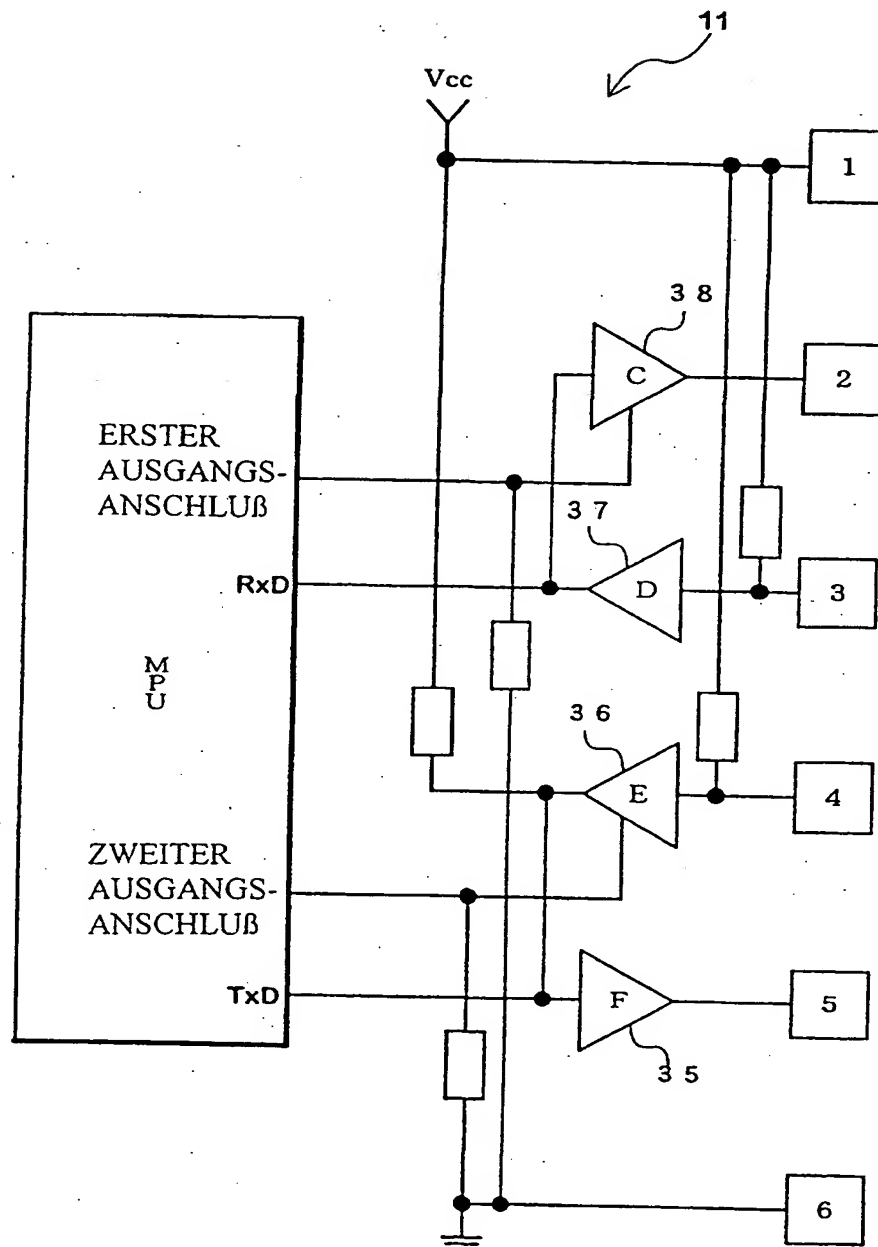 11
Vcc
1
38
C
2
ERSTER
AUSGANGS-
ANSCHLUß
37
RxD
D
3
MPU
36
E
4
ZWEITER
AUSGANGS-
ANSCHLUß
TxD
F
5
35
6